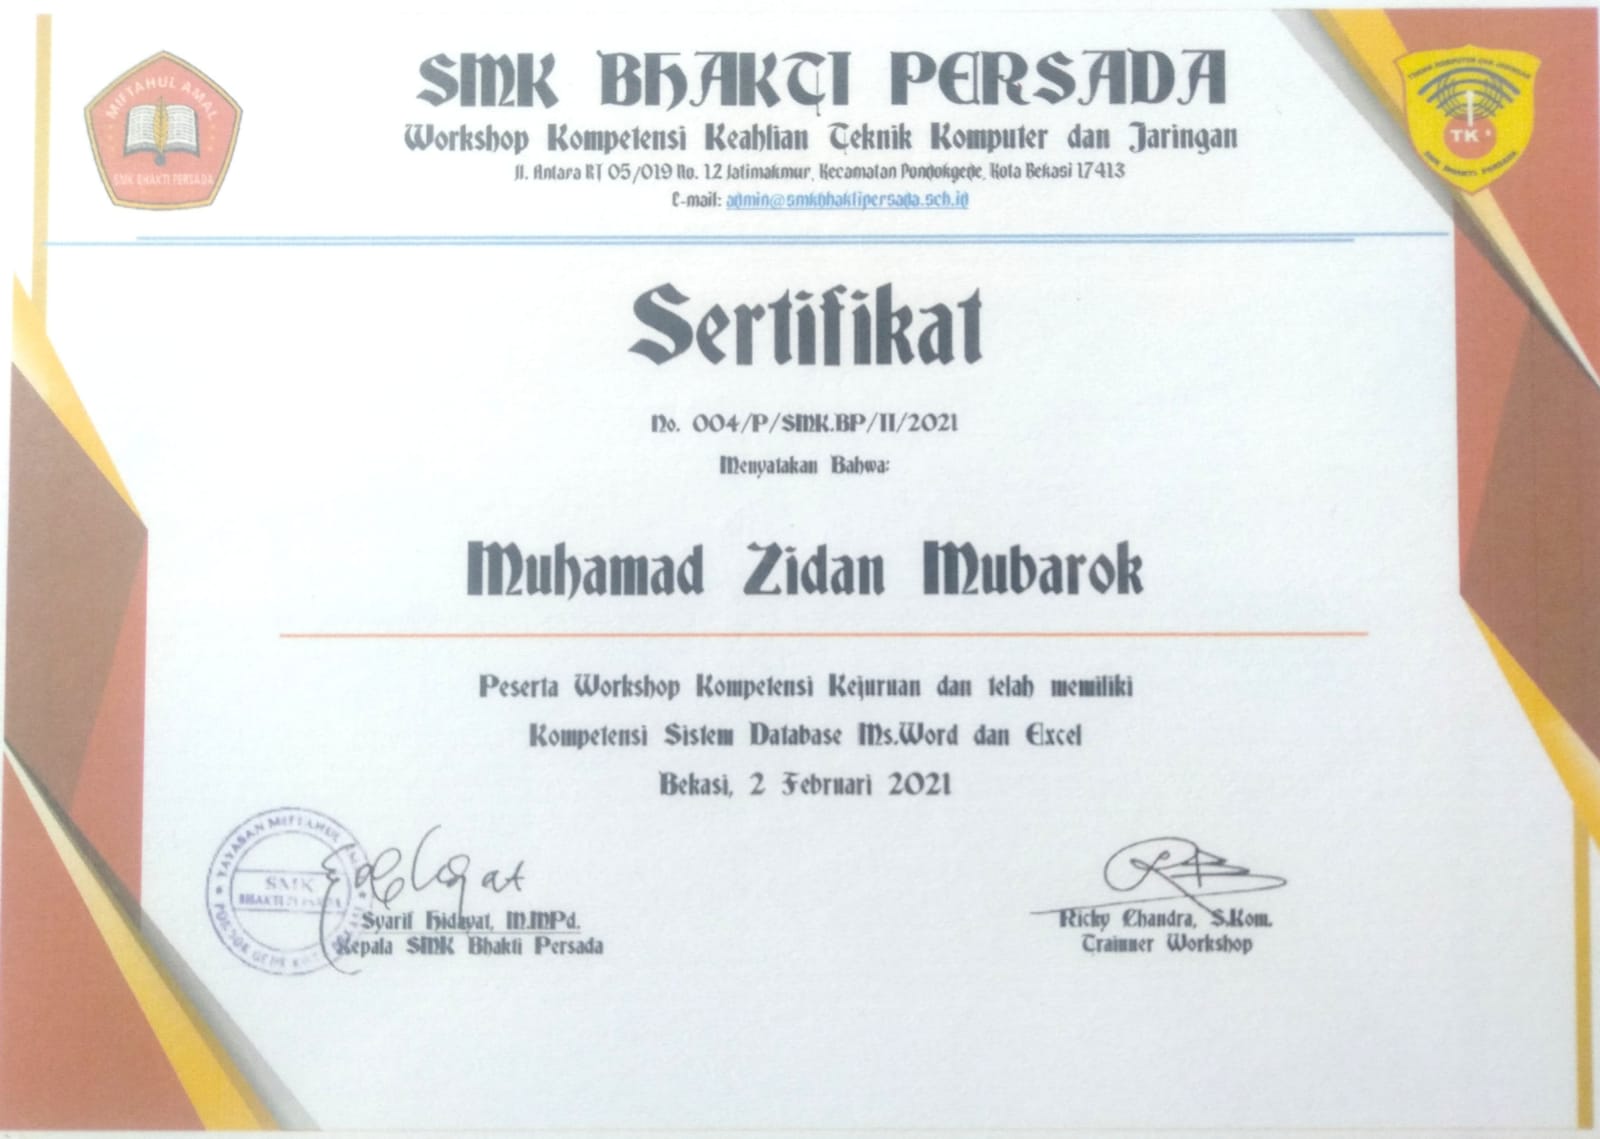 SMK BHAKTI PERSADA
Workshop Kompetensi Keahlian Teknik Komputer dan Jaringan
Jl. Antara RT 05/019 No. 12 Jatimakmur, Kecamatan Pondokgede, Kota Bekasi 17413
E-mail: admin@smkbhaktipersada.sch.id
MIFTAHUL AMAL
SMK BHAKTI PERSADA
TEKNIK KOMPUTER DAN JARINGAN
TK
SMK BHAKTI PERSADA
Sertifikat
No. 004/P/SMK.BP/II/2021
Menyatakan Bahwa:
Muhamad Zidan Mubarok
Peserta Workshop Kompetensi Kejuruan dan telah memiliki
Kompetensi Sistem Database Ms.Word dan Excel
Bekasi, 2 Februari 2021
YAYASAN MIFTAHUL
SMK
BHAKTI PERSADA
PONDOK GEDE
Syarif Hidayat, M.MPd.
Kepala SMK Bhakti Persada
Ricky Chandra, S.Kom.
Trainner Workshop